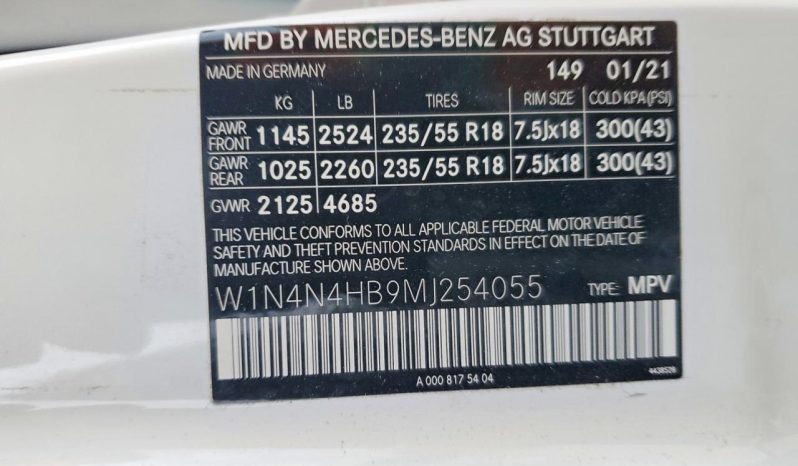 MFD BY MERCEDES-BENZ AG STUTTGART
MADE IN GERMANY 149 01/21
KG LB TIRES RIM SIZE COLD KPA(PSI)
GAWR FRONT 1145 2524 235/55 R18 7.5Jx18 300(43)
GAWR REAR 1025 2260 235/55 R18 7.5Jx18 300(43)
GVWR 2125 4685
THIS VEHICLE CONFORMS TO ALL APPLICABLE FEDERAL MOTOR VEHICLE
SAFETY AND THEFT PREVENTION STANDARDS IN EFFECT ON THE DATE OF
MANUFACTURE SHOWN ABOVE.
W1N4N4HB9MJ254055 TYPE: MPV
A 000 817 54 04